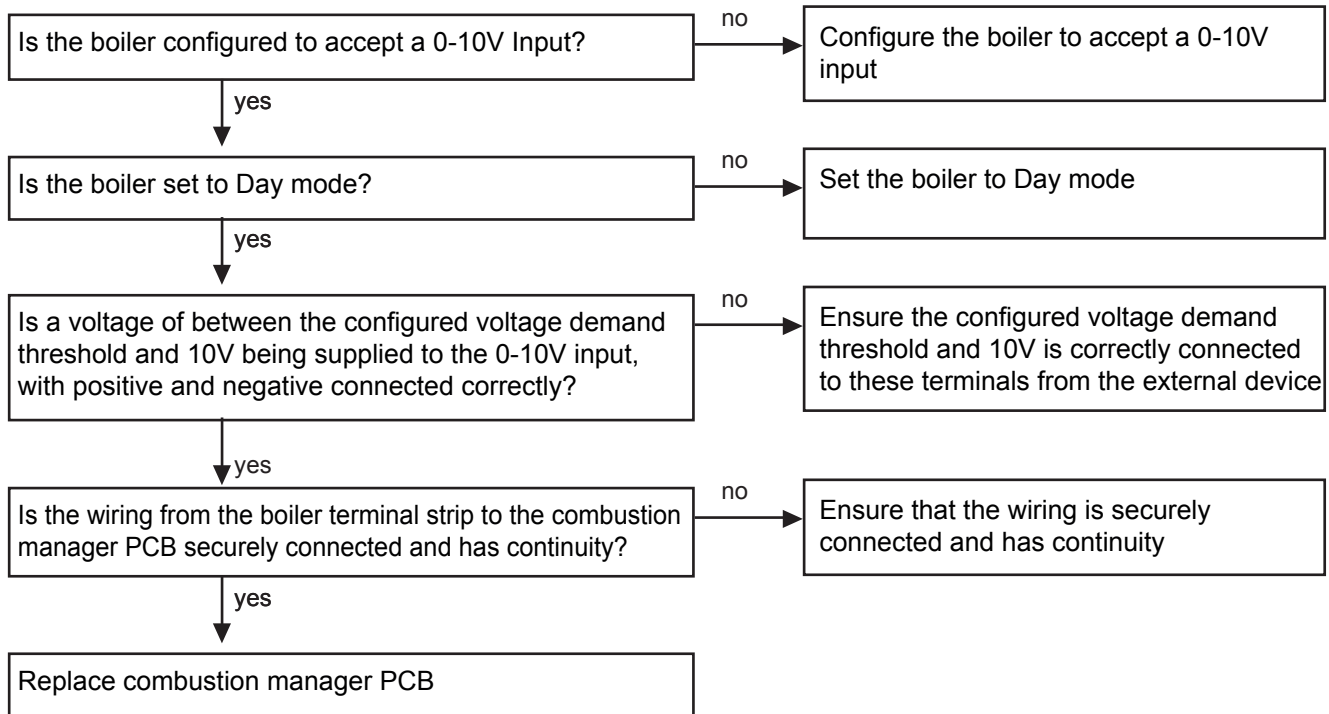 Is the boiler configured to accept a 0-10V Input?
no
Configure the boiler to accept a 0-10V
input
yes
Is the boiler set to Day mode?
no
Set the boiler to Day mode
yes
Is a voltage of between the configured voltage demand
threshold and 10V being supplied to the 0-10V input,
with positive and negative connected correctly?
no
Ensure the configured voltage demand
threshold and 10V is correctly connected
to these terminals from the external device
yes
Is the wiring from the boiler terminal strip to the combustion
manager PCB securely connected and has continuity?
no
Ensure that the wiring is securely
connected and has continuity
yes
Replace combustion manager PCB